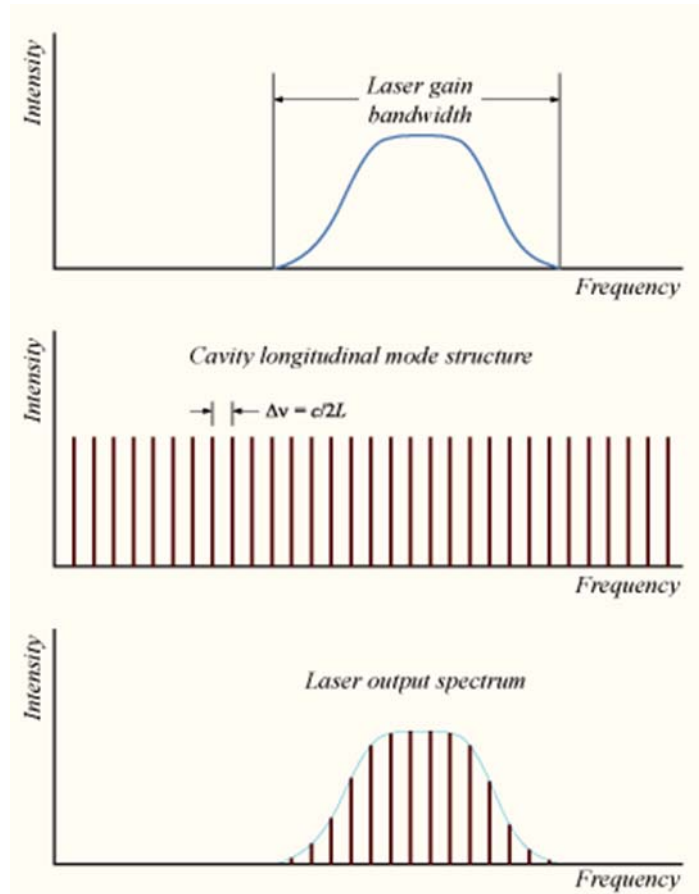 Intensity
Laser gain
bandwidth
Frequency
Intensity
Cavity longitudinal mode structure
Δν = c/2L
Frequency
Intensity
Laser output spectrum
Frequency